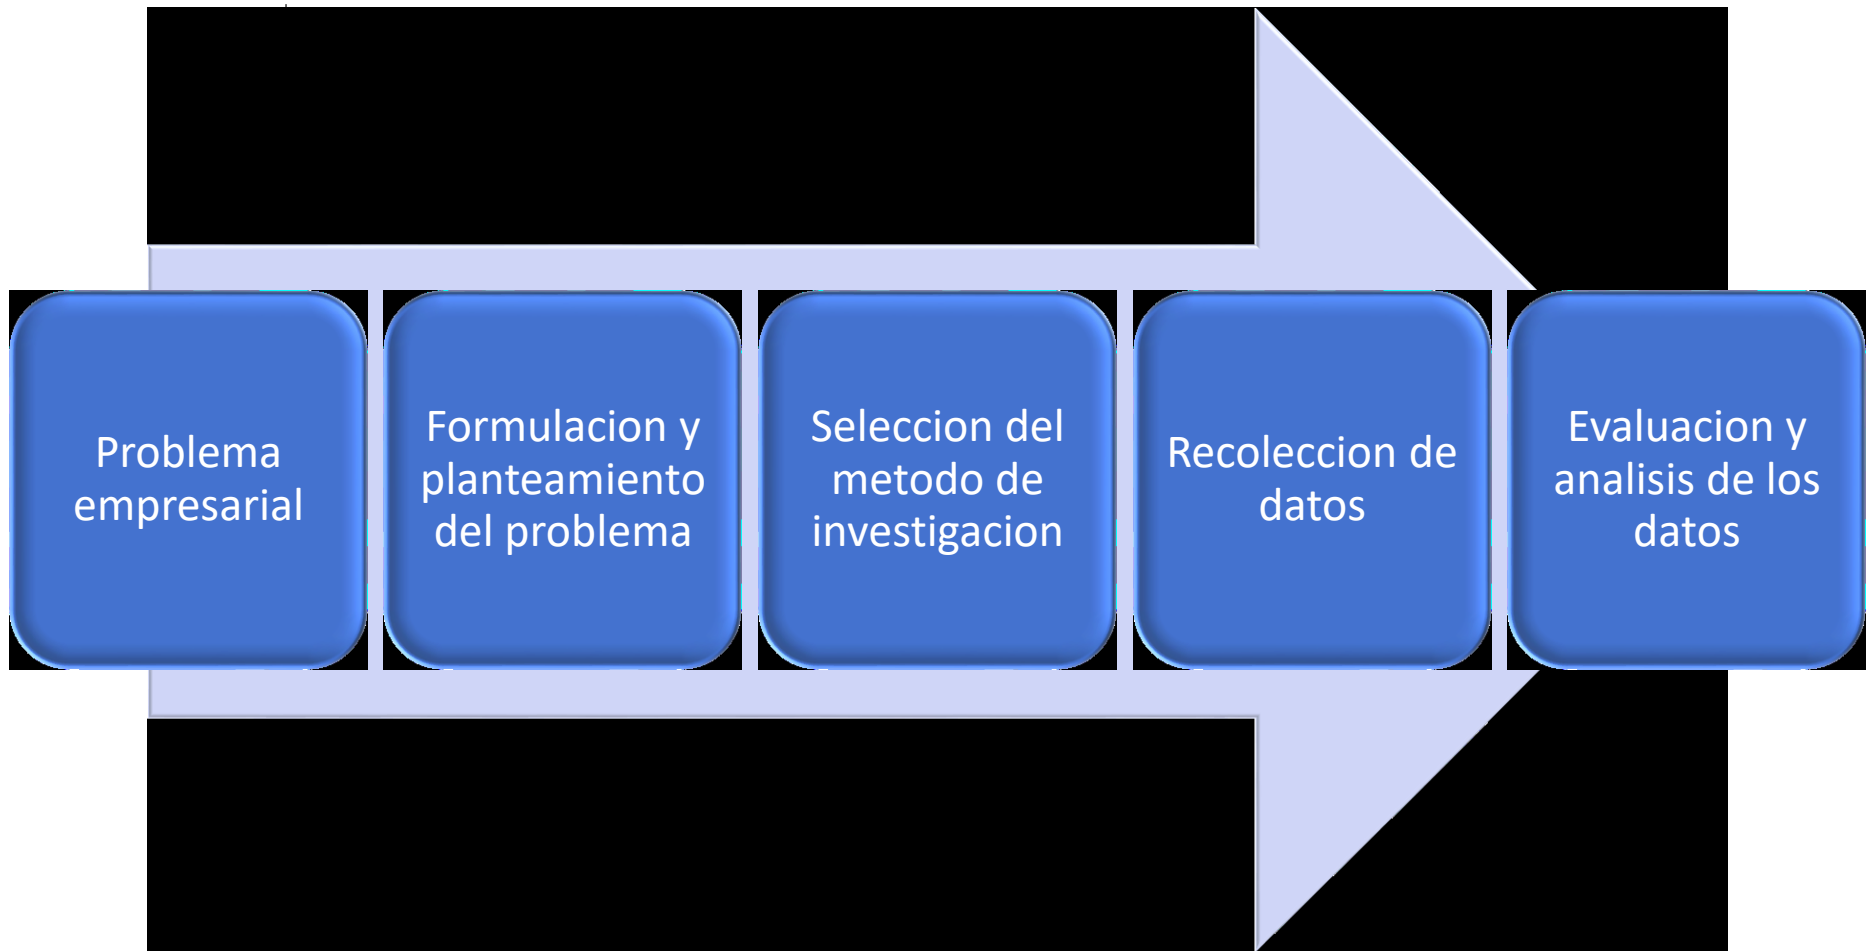 Problema
empresarial
Formulacion y
planteamiento
del problema
Seleccion del
metodo de
investigacion
Recoleccion de
datos
Evaluacion y
analisis de los
datos